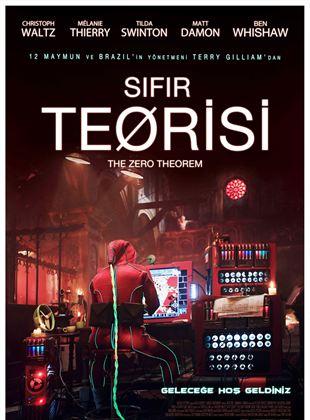 CHRISTOPH WALTZ MÉLANIE THIERRY TILDA SWINTON MATT DAMON BEN WHISHAW
12 MAYMUN VE BRAZIL'IN YÖNETMENİ TERRY GILLIAM'DAN
SIFIR
TEØRİSİ
THE ZERO THEOREM
GELECEĞE HOŞ GELDİNİZ